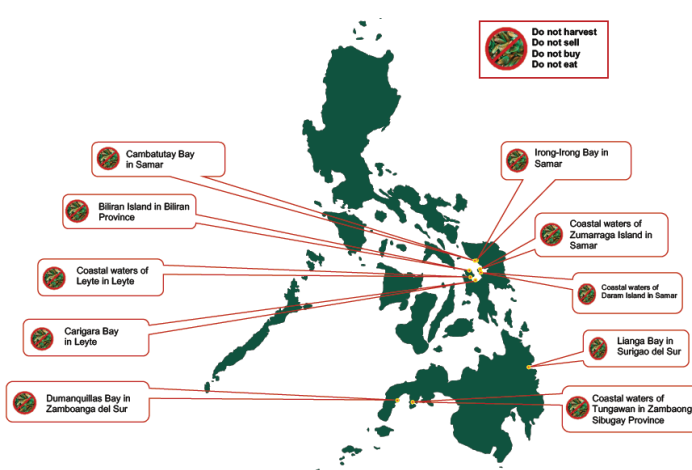 Do not harvest
Do not sell
Do not buy
Do not eat
Cambatutay Bay
in Samar
Irong-Irong Bay in
Samar
Biliran Island in Biliran
Province
Coastal waters of
Zumarraga Island in
Samar
Coastal waters of
Leyte in Leyte
Coastal waters of
Daram Island in Samar
Carigara Bay
in Leyte
Lianga Bay in
Surigao del Sur
Dumanquillas Bay in
Zamboanga del Sur
Coastal waters of
Tungawan in Zamboang
Sibugay Province